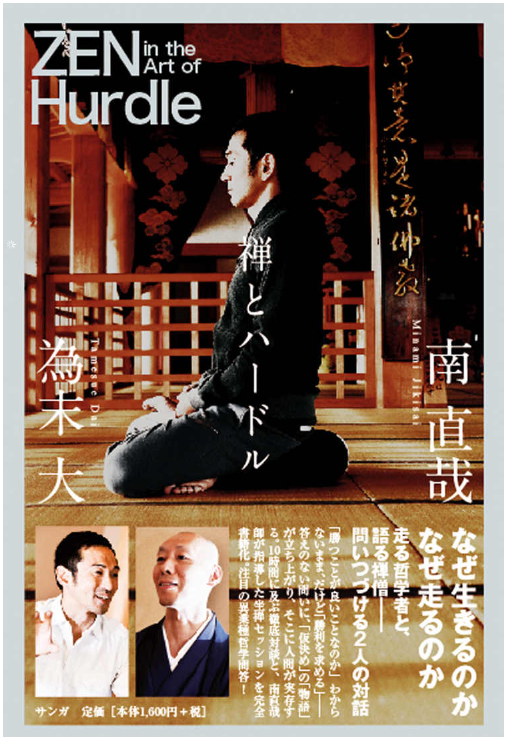 ZEN in the
Art of
Hurdle
禅とハードル
南 直哉
Minami Jikisai
為末 大
Tamesue Dai
なぜ生きるのか
なぜ走るのか
走る哲学者と、
語る禅僧――
問いつづける2人の対話
「勝つことが良いことなのか」わから
ないまま、だけど「勝利を求める」――
答えのない問いに、「仮決め」の「物語」
が立ち上がり、そこに人間が実存す
る。10時間に及ぶ徹底対談と、南直哉
師が指導した坐禅セッションを完全
書籍化。注目の異業種哲学問答！
サンガ 定価［本体1,600円＋税］